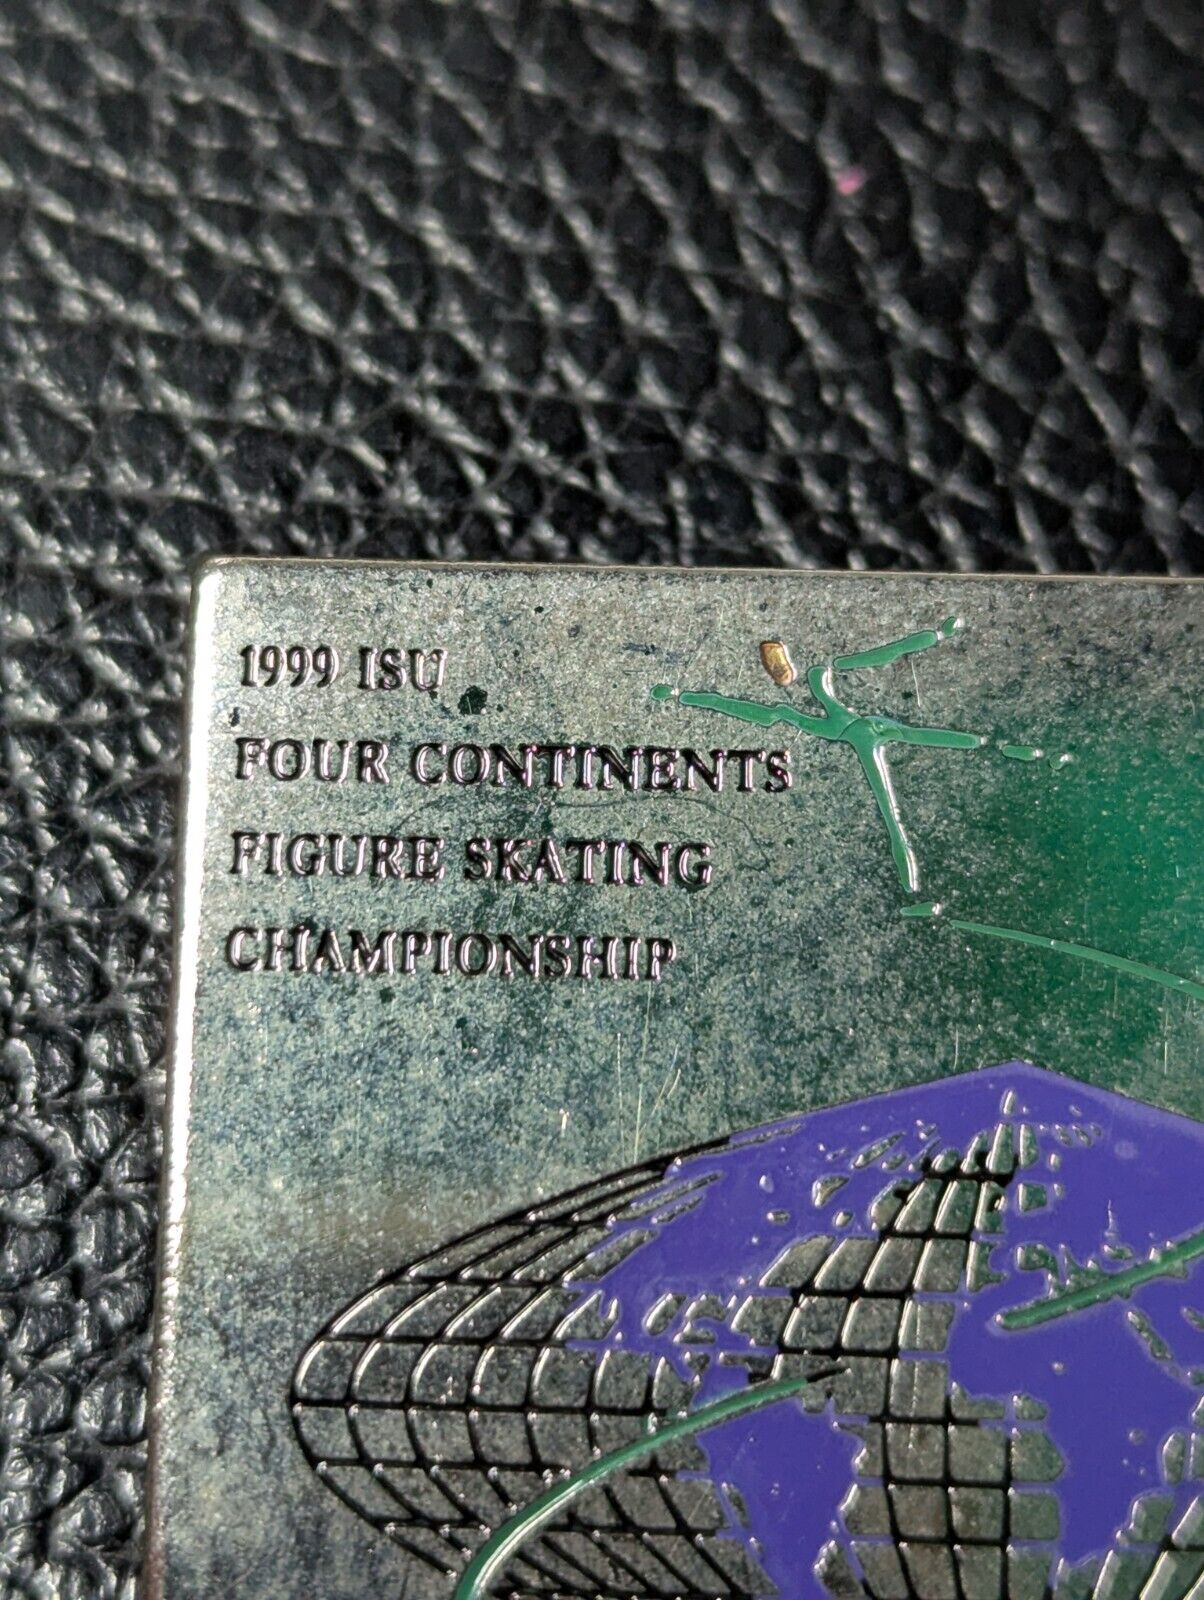 1999 ISU
FOUR CONTINENTS
FIGURE SKATING
CHAMPIONSHIP